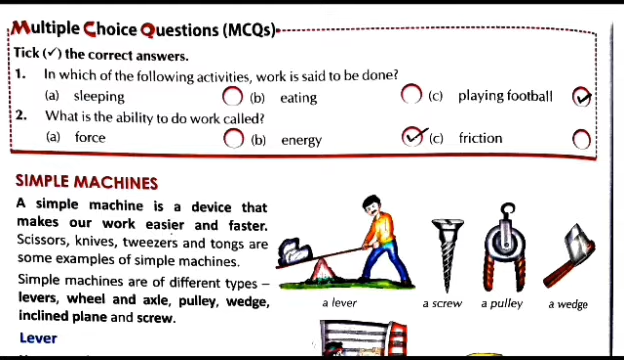 Multiple Choice Questions (MCQs)
Tick (✓) the correct answers.
1. In which of the following activities, work is said to be done?
(a) sleeping (b) eating (c) playing football
2. What is the ability to do work called?
(a) force (b) energy (c) friction
SIMPLE MACHINES
A simple machine is a device that
makes our work easier and faster.
Scissors, knives, tweezers and tongs are
some examples of simple machines.
Simple machines are of different types –
levers, wheel and axle, pulley, wedge,
inclined plane and screw.
a lever a screw a pulley a wedge
Lever